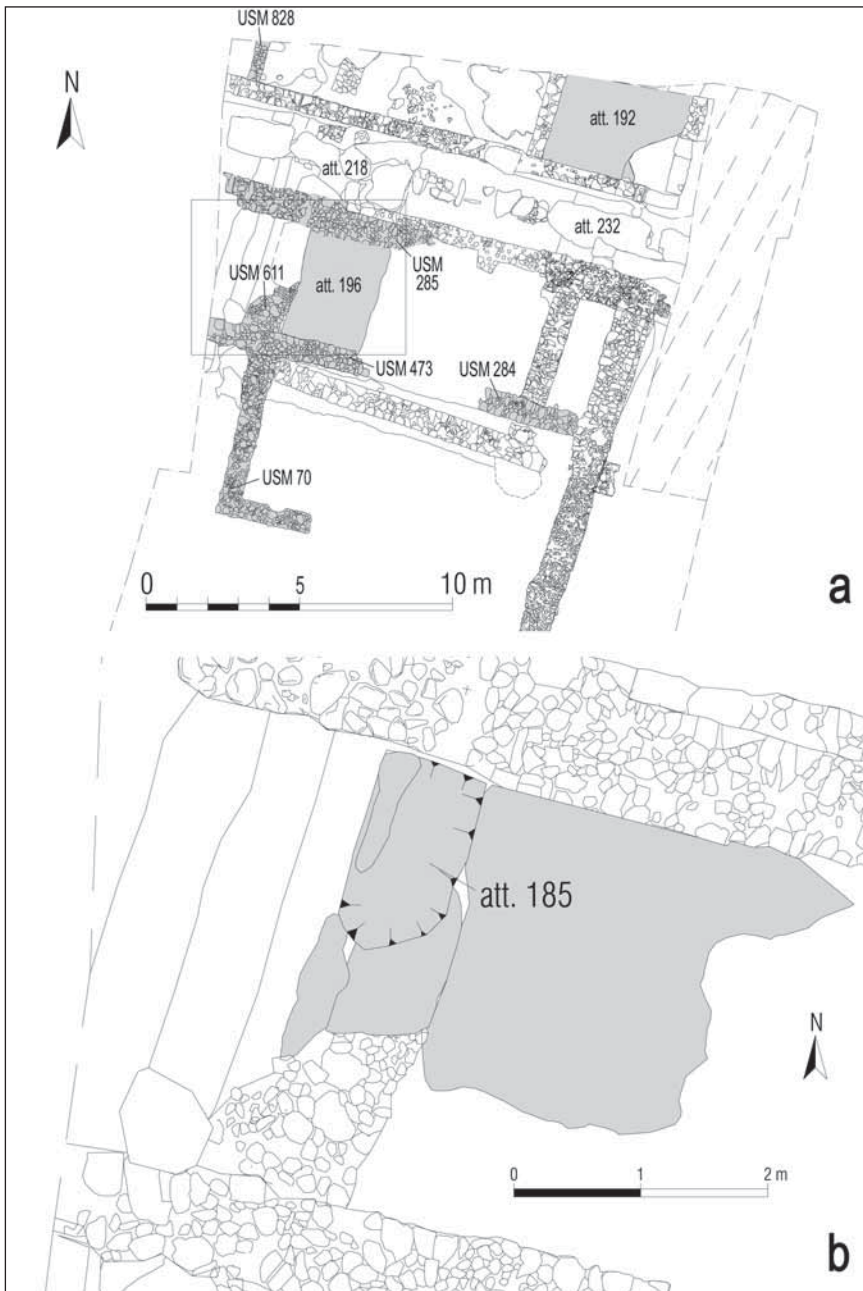 USM 828
N
att. 192
att. 218
att. 232
USM
285
USM 611
att. 196
USM 473
USM 284
USM 70
0 5 10 m
a
att. 185
N
0 1 2 m
b